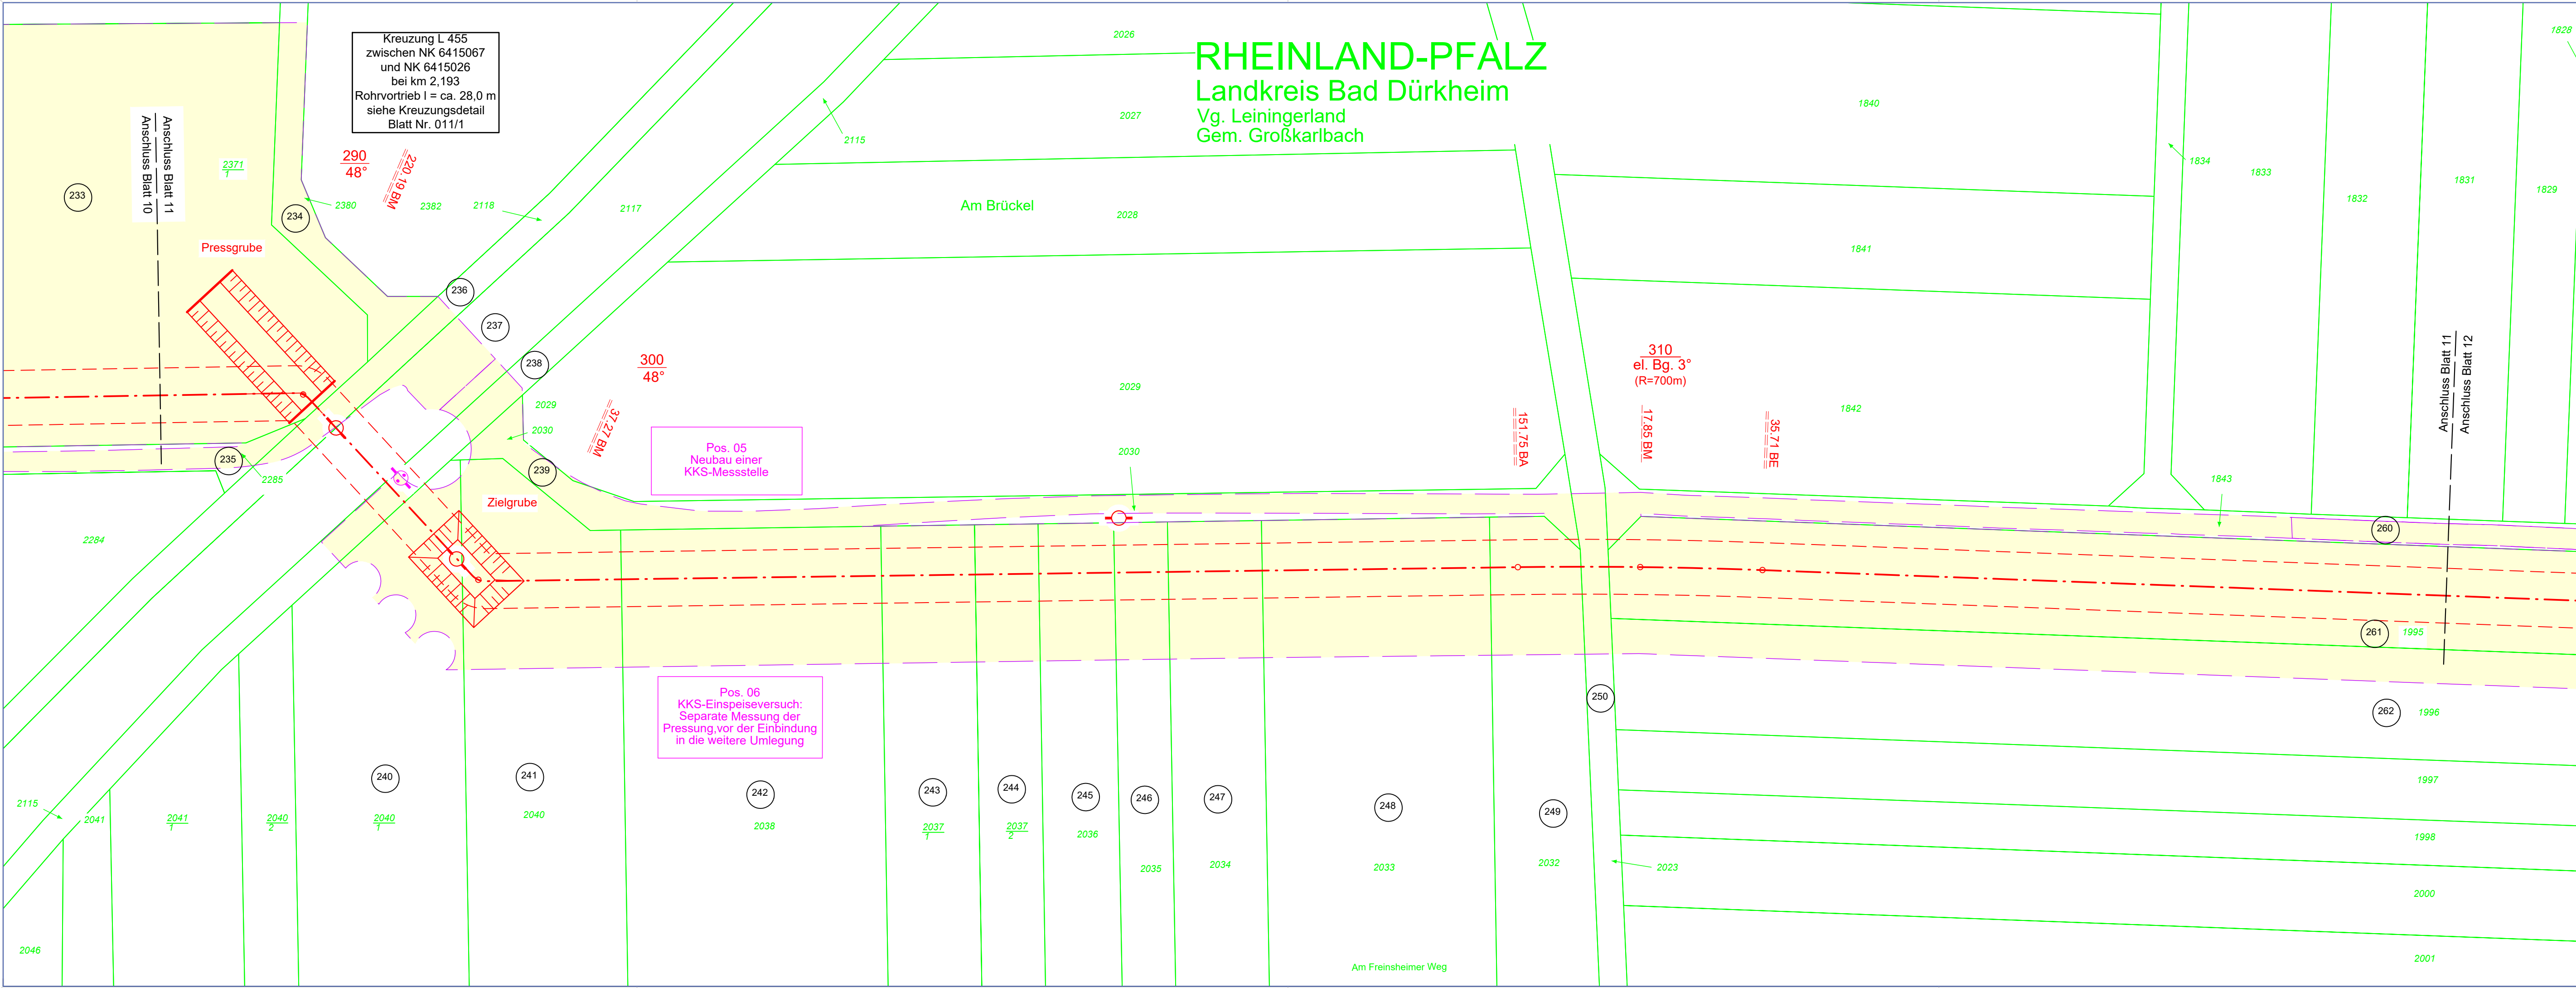 Kreuzung L 455
zwischen NK 6415067
und NK 6415026
bei km 2,193
Rohrvortrieb l = ca. 28,0 m
siehe Kreuzungsdetail
Blatt Nr. 011/1
RHEINLAND-PFALZ
Landkreis Bad Dürkheim
Vg. Leiningerland
Gem. Großkarlbach
Anschluss Blatt 11
Anschluss Blatt 10
2371
1
233
234
290
48°
220.19 BM
2380
2382
2118
2117
2115
2026
2027
2028
Am Brückel
1840
1841
1834
1833
1832
1831
1829
1828
Pressgrube
236
237
238
300
48°
2029
2030
37.27 BM
239
235
2285
2284
Zielgrube
Pos. 05
Neubau einer
KKS-Messstelle
2029
2030
151.75 BA
310
el. Bg. 3°
(R=700m)
17.85 BM
35.71 BE
1842
1843
Anschluss Blatt 11
Anschluss Blatt 12
260
261
1995
262
1996
250
Pos. 06
KKS-Einspeiseversuch:
Separate Messung der
Pressung,vor der Einbindung
in die weitere Umlegung
240
241
242
243
244
245
246
247
248
249
2115
2041
2041
1
2040
2
2040
1
2040
2038
2037
1
2037
2
2036
2035
2034
2033
2032
2023
1997
1998
2000
2001
2046
Am Freinsheimer Weg